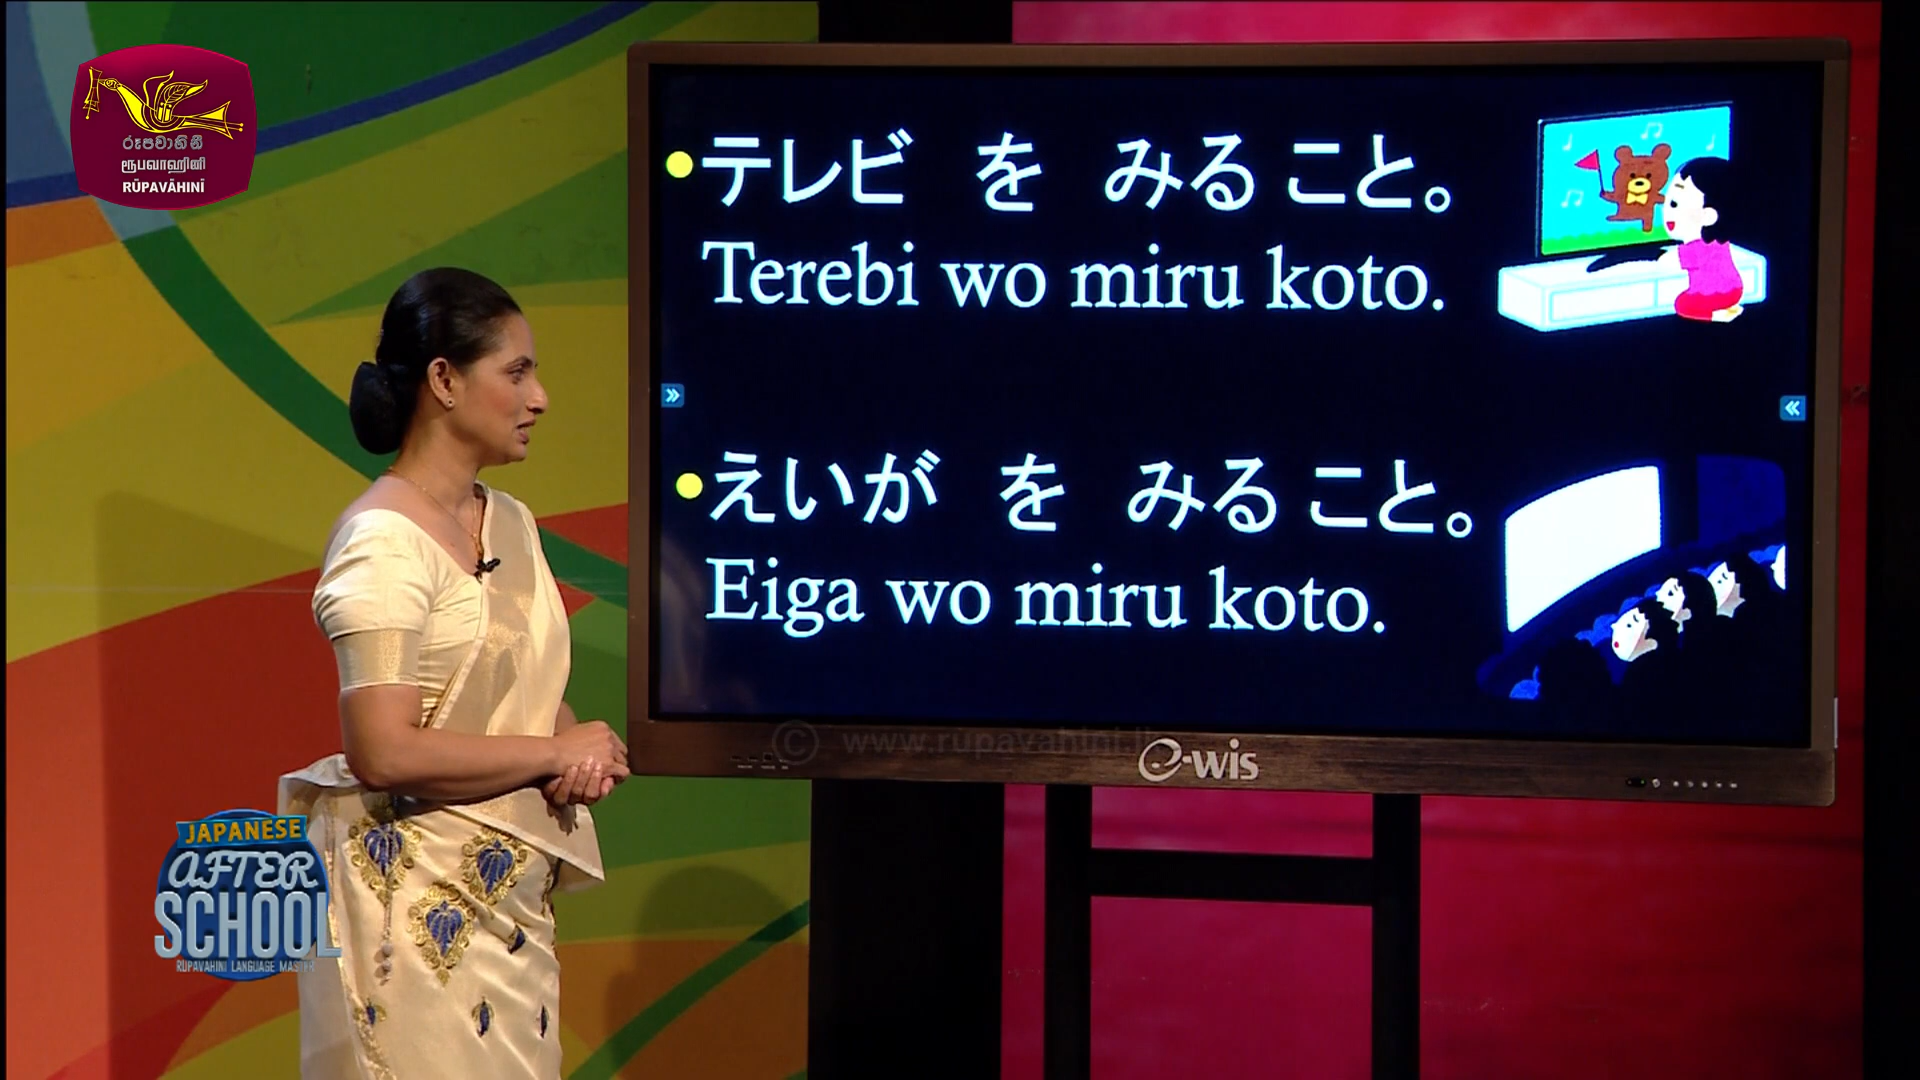 රූපවාහිනී
ரூபவாஹினி
RŪPAVĀHINĪ
テレビ を みる こと。
Terebi wo miru koto.
えいが を みる こと。
Eiga wo miru koto.
© www.rupavahini.l
e-wis
JAPANESE
AFTER
SCHOOL
RUPAVAHINI LANGUAGE MASTER